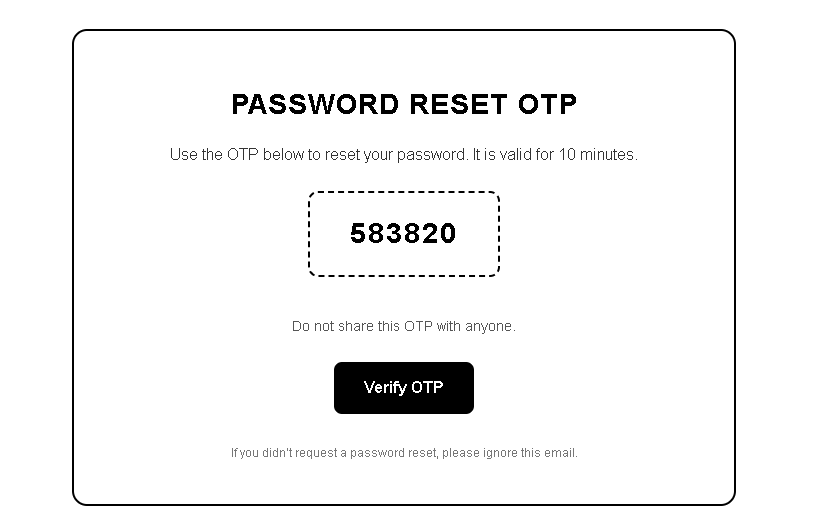 PASSWORD RESET OTP
Use the OTP below to reset your password. It is valid for 10 minutes.
583820
Do not share this OTP with anyone.
Verify OTP
If you didn't request a password reset, please ignore this email.